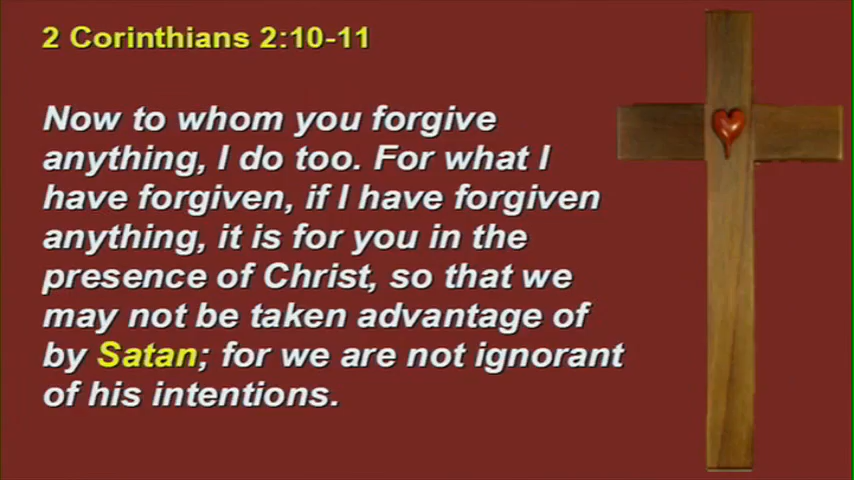 2 Corinthians 2:10-11
Now to whom you forgive
anything, I do too. For what I
have forgiven, if I have forgiven
anything, it is for you in the
presence of Christ, so that we
may not be taken advantage of
by Satan; for we are not ignorant
of his intentions.